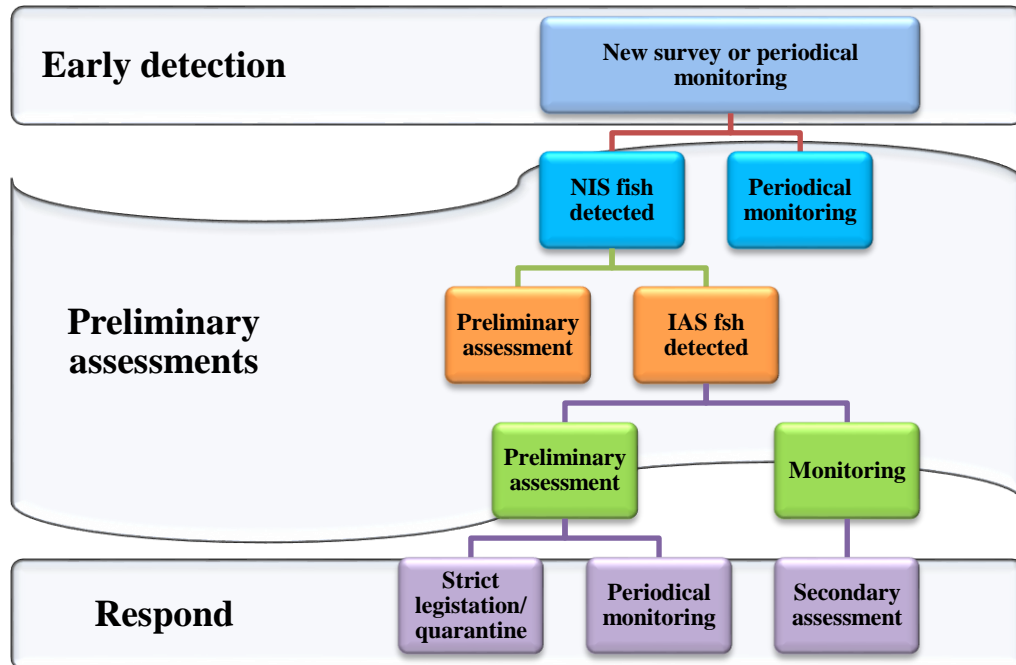 Early detection
New survey or periodical
monitoring
NIS fish
detected
Periodical
monitoring
Preliminary
assessments
Preliminary
assessment
IAS fsh
detected
Preliminary
assessment
Monitoring
Respond
Strict
legistation/
quarantine
Periodical
monitoring
Secondary
assessment